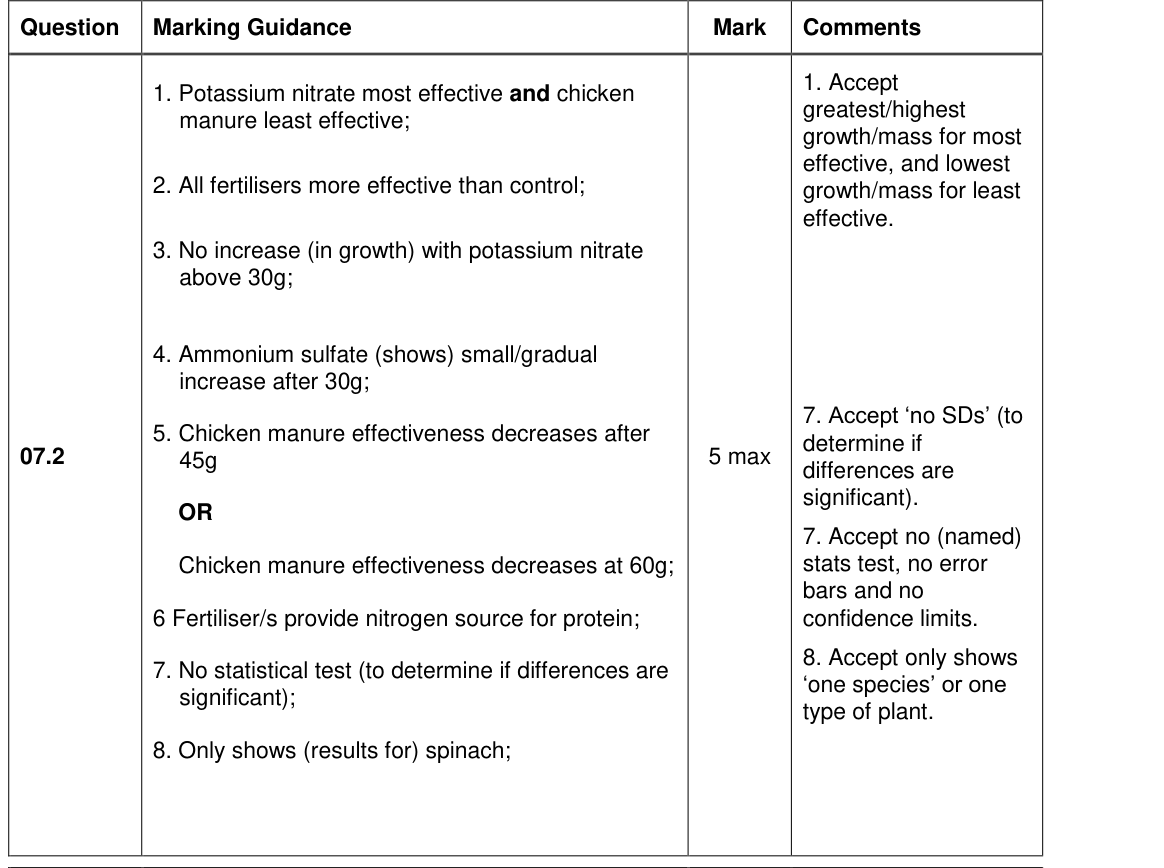 Question Marking Guidance Mark Comments
1. Potassium nitrate most effective and chicken
manure least effective;
2. All fertilisers more effective than control;
3. No increase (in growth) with potassium nitrate
above 30g;
4. Ammonium sulfate (shows) small/gradual
increase after 30g;
5. Chicken manure effectiveness decreases after
45g
OR
Chicken manure effectiveness decreases at 60g;
6 Fertiliser/s provide nitrogen source for protein;
7. No statistical test (to determine if differences are
significant);
8. Only shows (results for) spinach;
07.2
5 max
1. Accept
greatest/highest
growth/mass for most
effective, and lowest
growth/mass for least
effective.
7. Accept ‘no SDs’ (to
determine if
differences are
significant).
7. Accept no (named)
stats test, no error
bars and no
confidence limits.
8. Accept only shows
‘one species’ or one
type of plant.